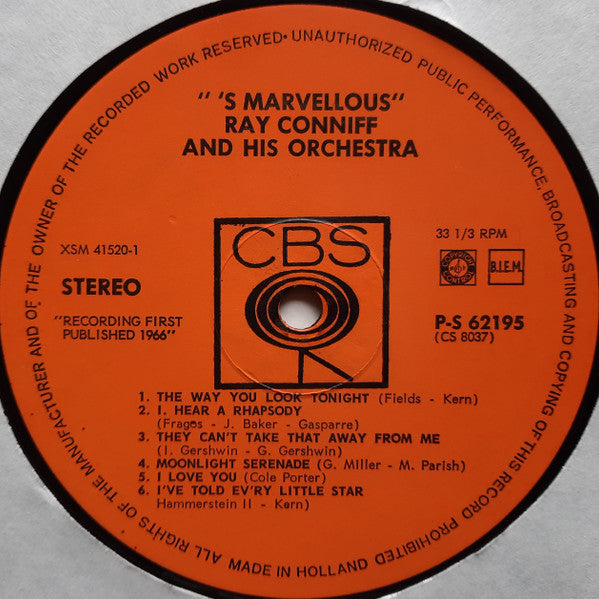 ALL RIGHTS OF THE MANUFACTURER AND OF THE OWNER OF THE RECORDED WORK RESERVED • UNAUTHORIZED PUBLIC PERFORMANCE, BROADCASTING AND COPYING OF THIS RECORD PROHIBITED
" 'S MARVELLOUS"
RAY CONNIFF
AND HIS ORCHESTRA
CBS
XSM 41520-1
33 1/3 RPM
STEREO
B.I.E.M.
"RECORDING FIRST
PUBLISHED 1966"
P-S 62195
(CS 8037)
1. THE WAY YOU LOOK TONIGHT (Fields - Kern)
2. I. HEAR A RHAPSODY
(Fragos - J. Baker - Gasparre)
3. THEY CAN'T TAKE THAT AWAY FROM ME
(I. Gershwin - G. Gershwin)
4. MOONLIGHT SERENADE (G. Miller - M. Parish)
5. I LOVE YOU (Cole Porter)
6. I'VE TOLD EV'RY LITTLE STAR
Hammerstein II - Kern)
MADE IN HOLLAND